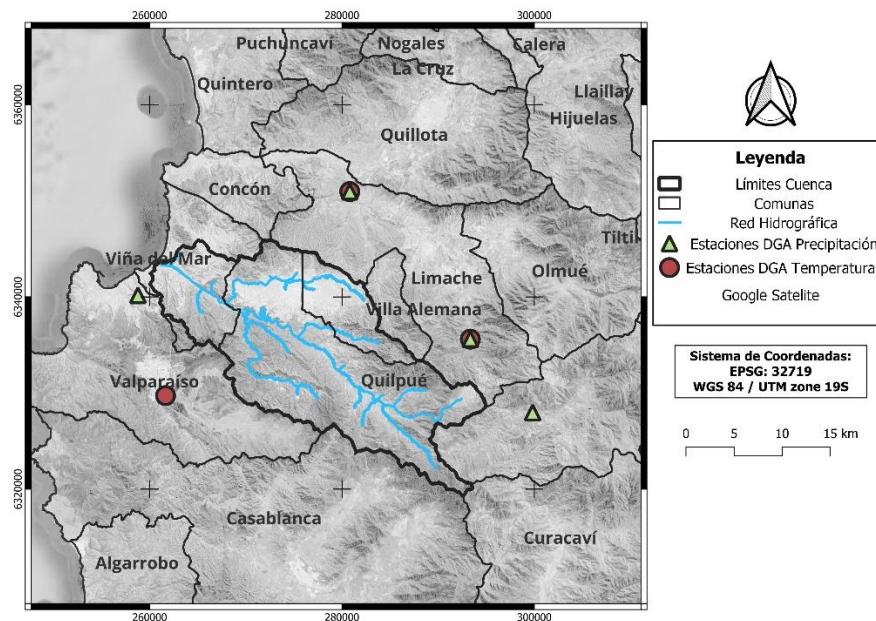 260000
280000
300000
Puchuncaví
Nogales
Calera
La Cruz
Quintero
Llaillay
Hijuelas
6360000
Quillota
Concón
Tiltil
Viña del Mar
Limache
Olmué
6340000
Villa Alemana
Valparaíso
Quilpué
6320000
Casablanca
Curacaví
Algarrobo
260000
280000
300000
Leyenda
Límites Cuenca
Comunas
Red Hidrográfica
Estaciones DGA Precipitación
Estaciones DGA Temperatura
Google Satelite
Sistema de Coordenadas:
EPSG: 32719
WGS 84 / UTM zone 19S
0 5 10 15 km